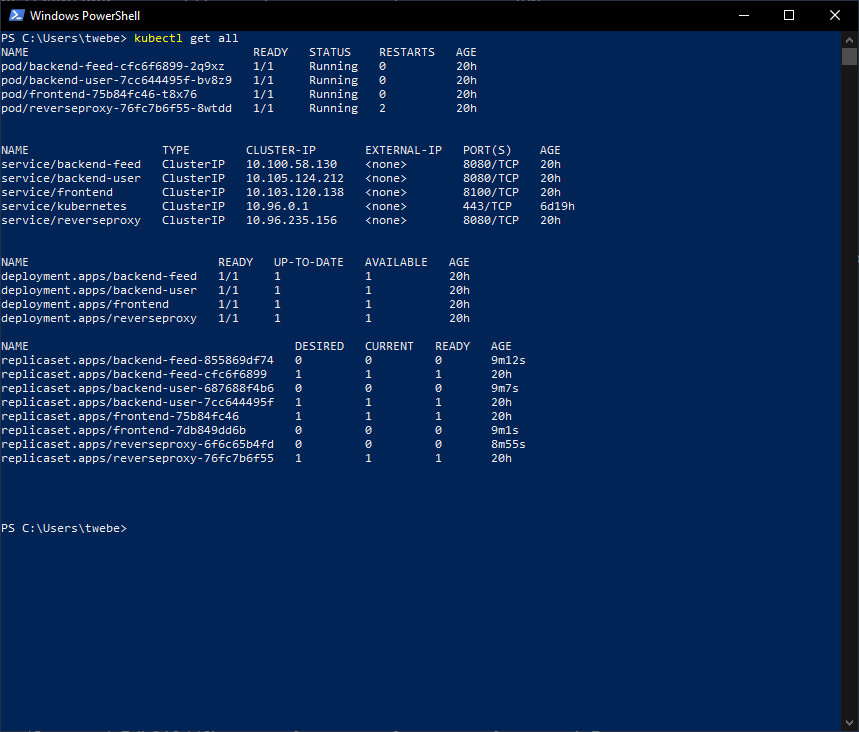 Windows PowerShell
PS C:\Users\twebe> kubectl get all
NAME READY STATUS RESTARTS AGE
pod/backend-feed-cfc6f6899-2q9xz 1/1 Running 0 20h
pod/backend-user-7cc644495f-bv8z9 1/1 Running 0 20h
pod/frontend-75b84fc46-t8x76 1/1 Running 0 20h
pod/reverseproxy-76fc7b6f55-8wtdd 1/1 Running 2 20h
NAME TYPE CLUSTER-IP EXTERNAL-IP PORT(S) AGE
service/backend-feed ClusterIP 10.100.58.130 <none> 8080/TCP 20h
service/backend-user ClusterIP 10.105.124.212 <none> 8080/TCP 20h
service/frontend ClusterIP 10.103.120.138 <none> 8100/TCP 20h
service/kubernetes ClusterIP 10.96.0.1 <none> 443/TCP 6d19h
service/reverseproxy ClusterIP 10.96.235.156 <none> 8080/TCP 20h
NAME READY UP-TO-DATE AVAILABLE AGE
deployment.apps/backend-feed 1/1 1 1 20h
deployment.apps/backend-user 1/1 1 1 20h
deployment.apps/frontend 1/1 1 1 20h
deployment.apps/reverseproxy 1/1 1 1 20h
NAME DESIRED CURRENT READY AGE
replicaset.apps/backend-feed-855869df74 0 0 0 9m12s
replicaset.apps/backend-feed-cfc6f6899 1 1 1 20h
replicaset.apps/backend-user-687688f4b6 0 0 0 9m7s
replicaset.apps/backend-user-7cc644495f 1 1 1 20h
replicaset.apps/frontend-75b84fc46 1 1 1 20h
replicaset.apps/frontend-7db849dd6b 0 0 0 9m1s
replicaset.apps/reverseproxy-6f6c65b4fd 0 0 0 8m55s
replicaset.apps/reverseproxy-76fc7b6f55 1 1 1 20h
PS C:\Users\twebe>